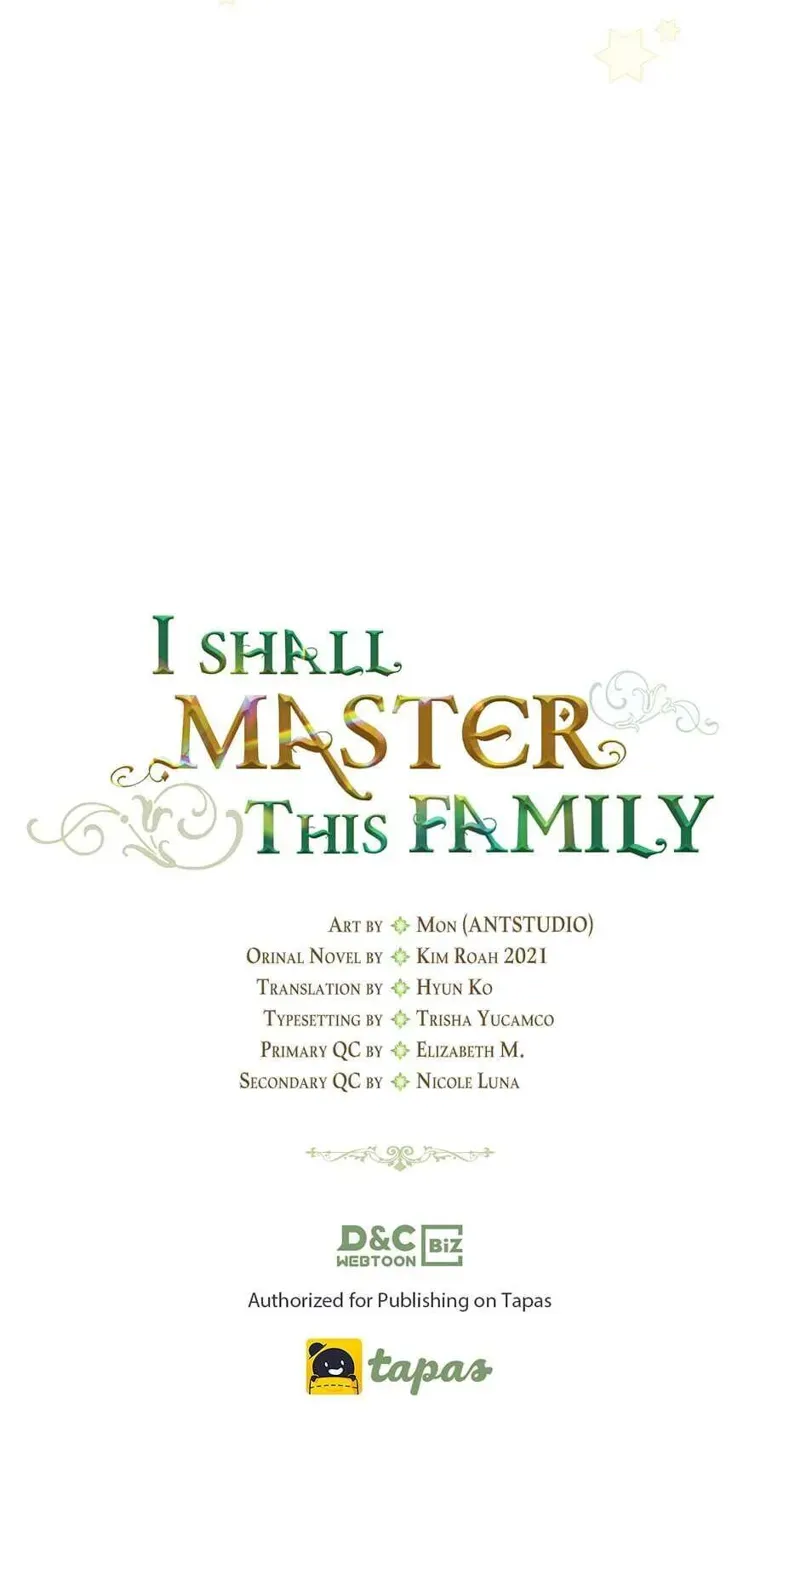 I SHALL
MASTER
THIS FAMILY
ART BY MON (ANTSTUDIO)
ORINAL NOVEL BY KIM ROAH 2021
TRANSLATION BY HYUN KO
TYPESETTING BY TRISHA YUCAMCO
PRIMARY QC BY ELIZABETH M.
SECONDARY QC BY NICOLE LUNA
D&C BiZ
WEBTOON
Authorized for Publishing on Tapas
tapas